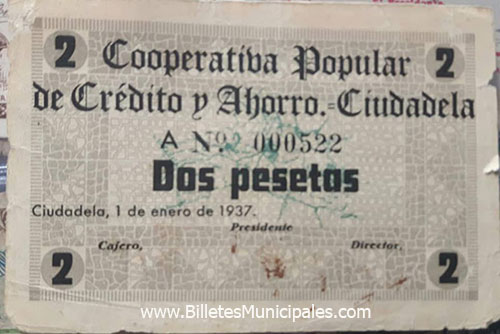 2 Cooperativa Popular 2
de Crédito y Ahorro.=Ciudadela
A Nº 000522
Dos pesetas
Ciudadela, 1 de enero de 1937.
Presidente
Cajero, Director,
2 2
www.BilletesMunicipales.com